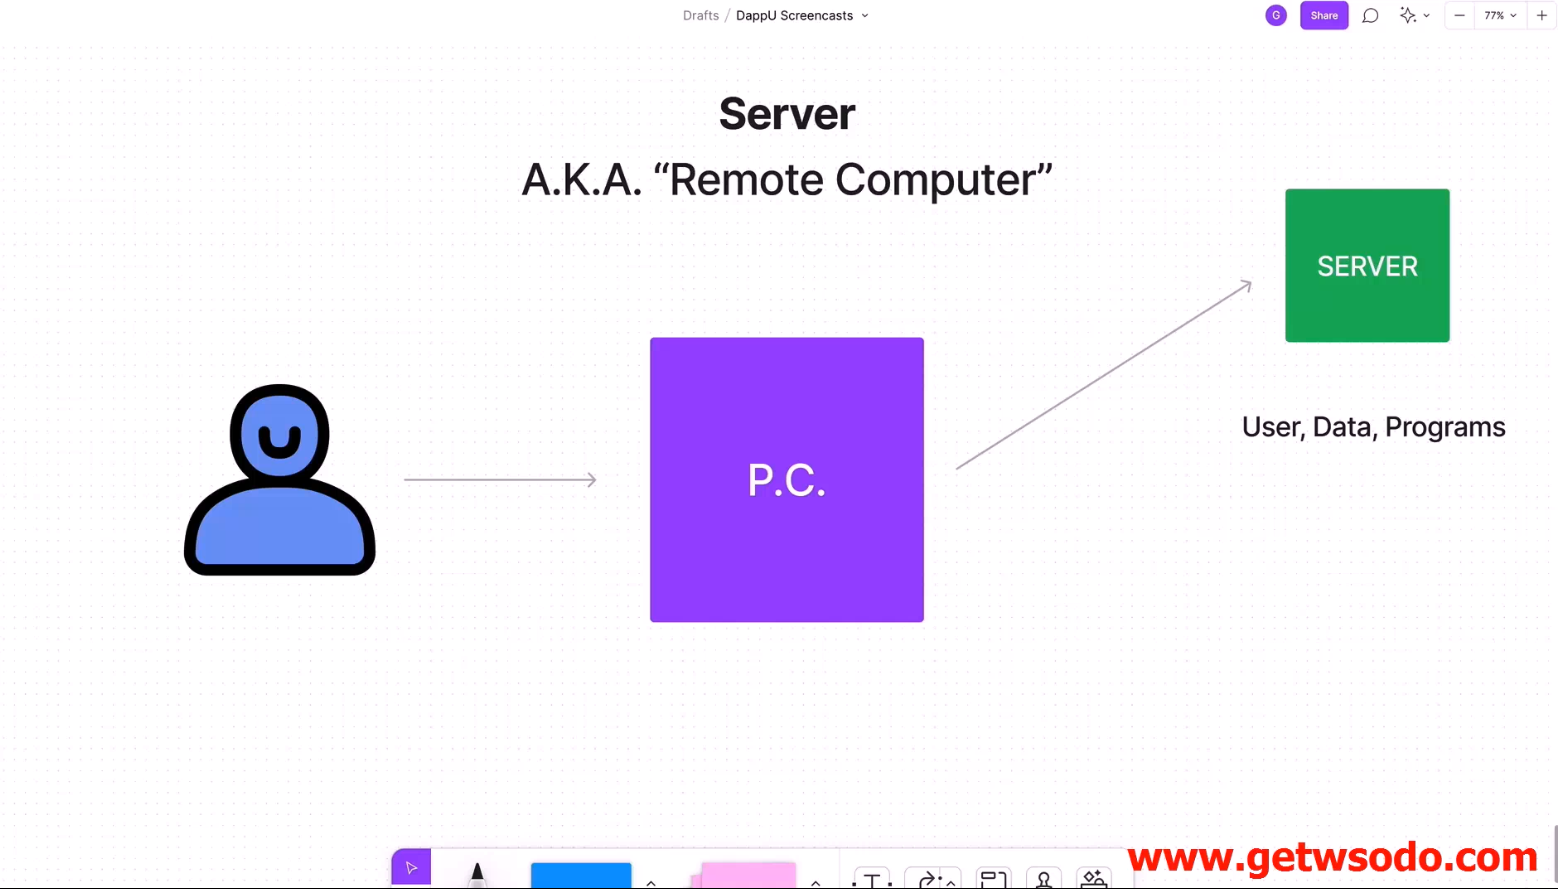 Drafts / DappU Screencasts
G
Share
77%
Server
A.K.A. “Remote Computer”
SERVER
User, Data, Programs
P.C.
T
www.getwsodo.com